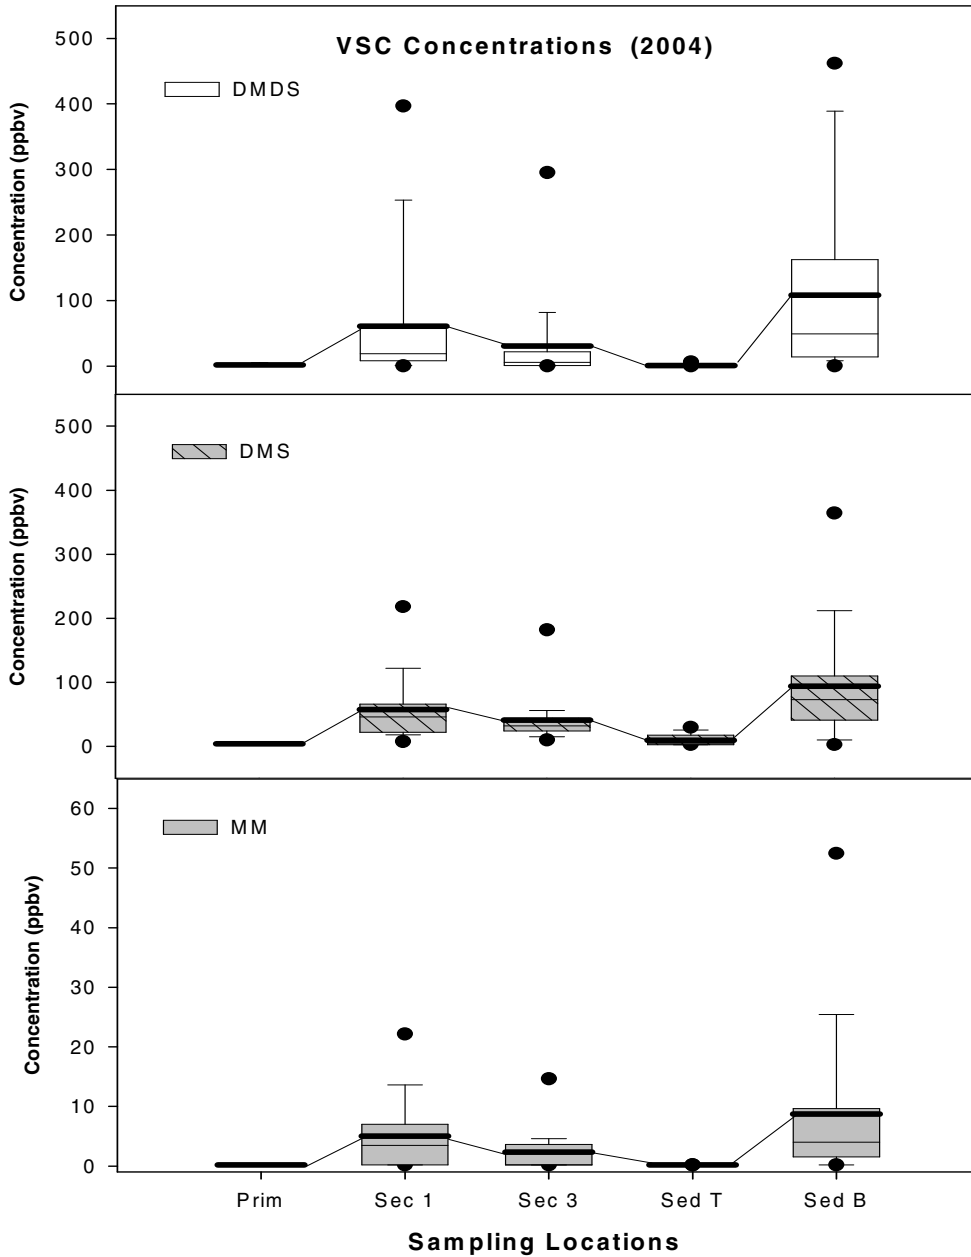 VSC Concentrations (2004)
DMDS
500
400
300
200
100
0
Concentration (ppbv)
DMS
500
400
300
200
100
0
Concentration (ppbv)
MM
60
50
40
30
20
10
0
Concentration (ppbv)
Prim Sec 1 Sec 3 Sed T Sed B
Sampling Locations